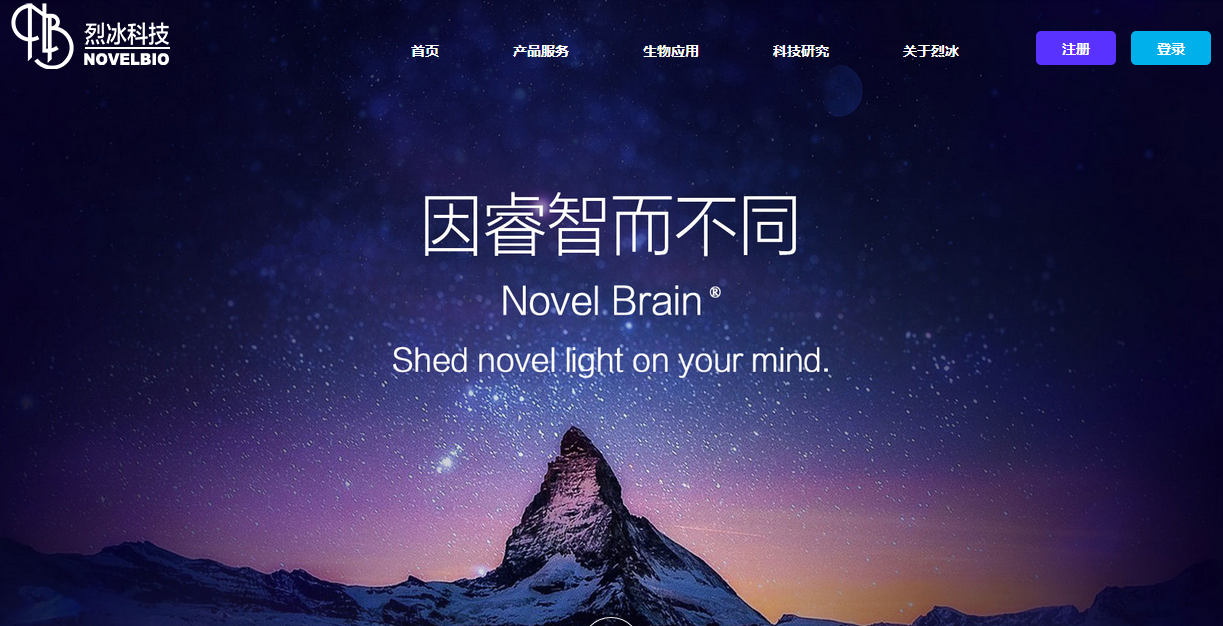 烈冰科技
NOVELBIO
首页 产品服务 生物应用 科技研究 关于烈冰 注册 登录
因睿智而不同
Novel Brain ®
Shed novel light on your mind.